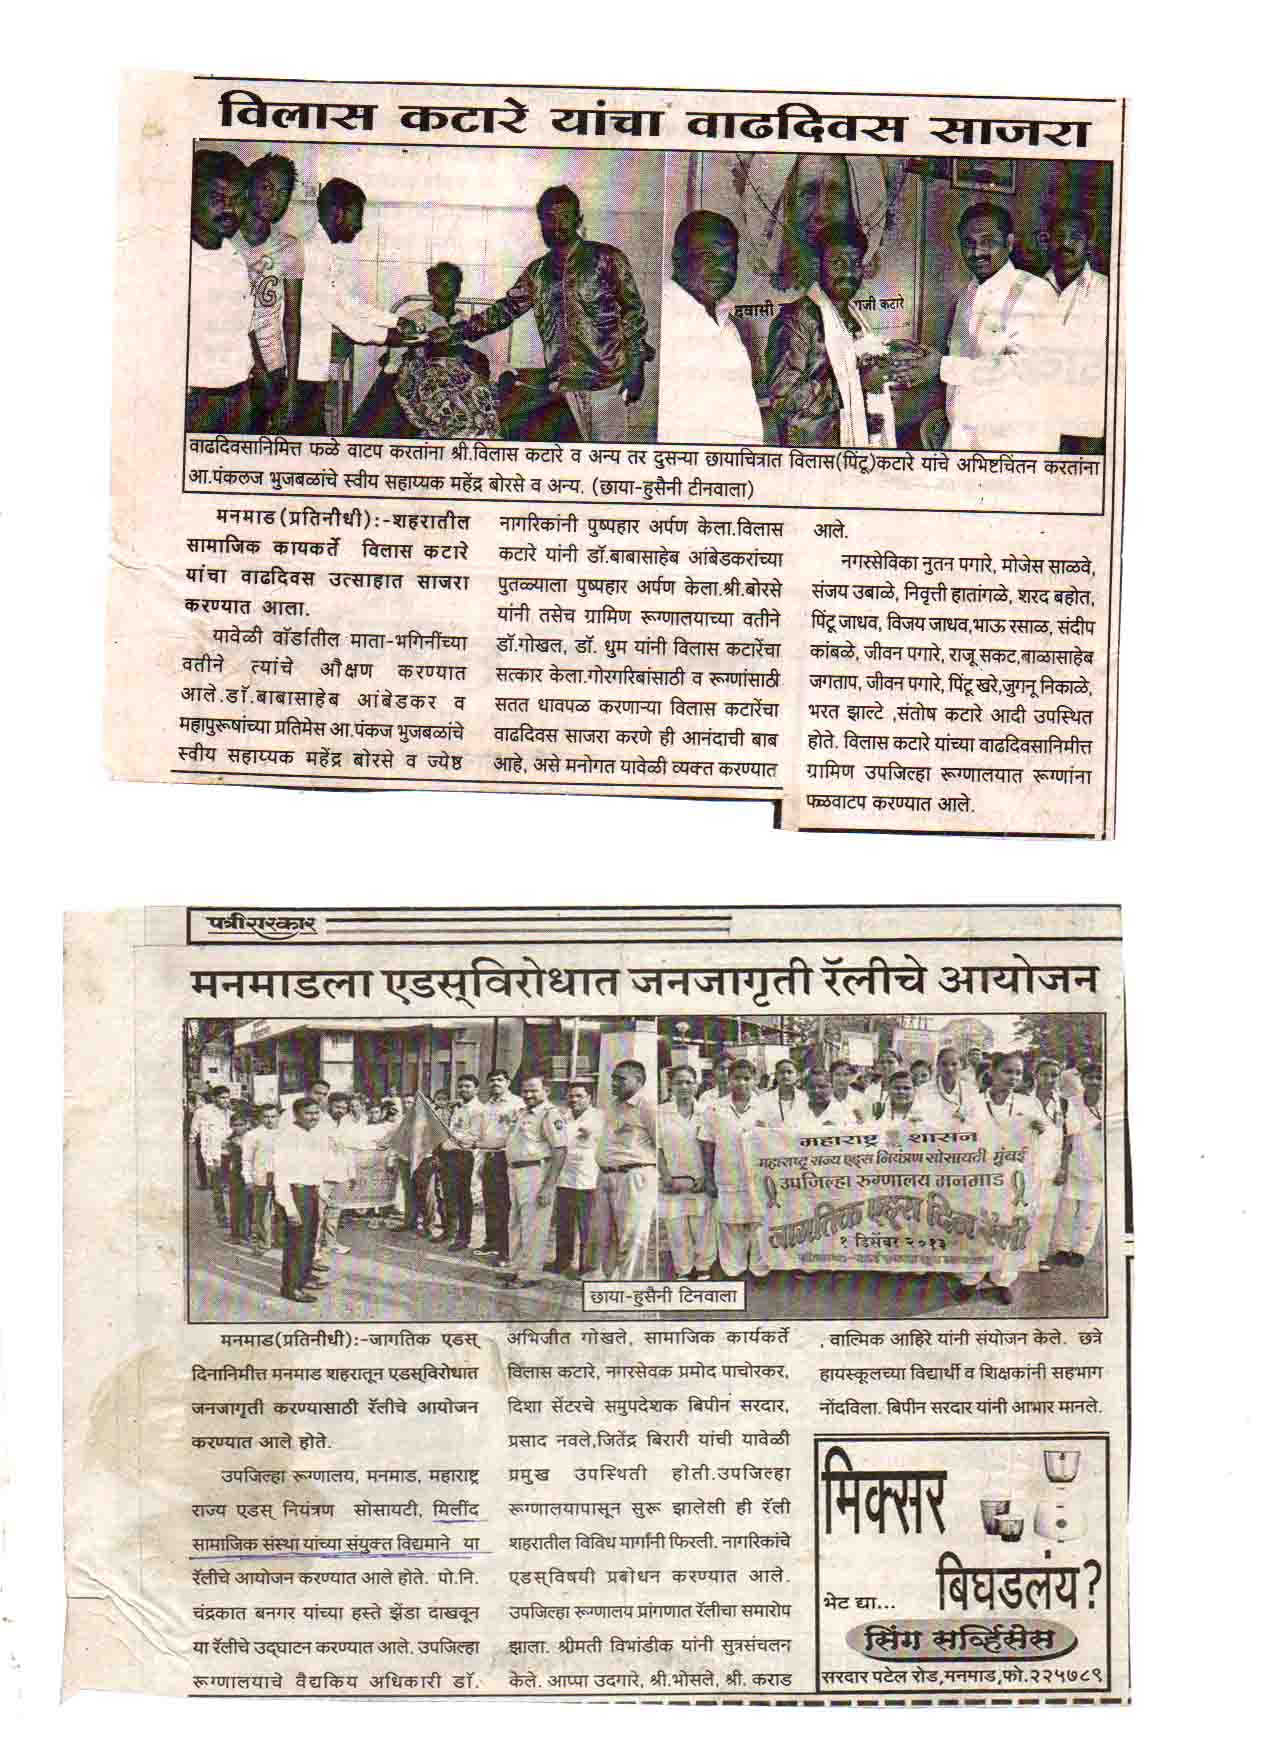 विलास कटारे यांचा वाढदिवस साजरा
दवासी
गजी कटारे
वाढदिवसानिमित्त फळे वाटप करतांना श्री.विलास कटारे व अन्य तर दुसऱ्या छायाचित्रात विलास(पिंटू)कटारे यांचे अभिष्टचिंतन करतांना
आ.पंकलज भुजबळांचे स्वीय सहाय्यक महेंद्र बोरसे व अन्य. (छाया-हुसैनी टीनवाला)
मनमाड(प्रतिनीधी):-शहरातील
सामाजिक कायकर्ते विलास कटारे
यांचा वाढदिवस उत्साहात साजरा
करण्यात आला.
यावेळी वॉर्डातील माता-भगिनींच्या
वतीने त्यांचे औक्षण करण्यात
आले.डॉ.बाबासाहेब आंबेडकर व
महापुरूषांच्या प्रतिमेस आ.पंकज भुजबळांचे
स्वीय सहाय्यक महेंद्र बोरसे व ज्येष्ठ
नागरिकांनी पुष्पहार अर्पण केला.विलास
कटारे यांनी डॉ.बाबासाहेब आंबेडकरांच्या
पुतळ्याला पुष्पहार अर्पण केला.श्री.बोरसे
यांनी तसेच ग्रामिण रूग्णालयाच्या वतीने
डॉ.गोखल, डॉ. धुम यांनी विलास कटारेंचा
सत्कार केला.गोरगरिबांसाठी व रूग्णांसाठी
सतत धावपळ करणाऱ्या विलास कटारेंचा
वाढदिवस साजरा करणे ही आनंदाची बाब
आहे, असे मनोगत यावेळी व्यक्त करण्यात
आले.
नगरसेविका नुतन पगारे, मोजेस साळवे,
संजय उबाळे, निवृत्ती हातांगळे, शरद बहोत,
पिंटू जाधव, विजय जाधव,भाऊ रसाळ, संदीप
कांबळे, जीवन पगारे, राजू सकट,बाळासाहेब
जगताप, जीवन पगारे, पिंटू खरे,जुगनू निकाळे,
भरत झाल्टे ,संतोष कटारे आदी उपस्थित
होते. विलास कटारे यांच्या वाढदिवसानिमीत्त
ग्रामिण उपजिल्हा रूग्णालयात रूग्णांना
फळवाटप करण्यात आले.
पत्रीसरकार
मनमाडला एडस्‌विरोधात जनजागृती रॅलीचे आयोजन
महाराष्ट्र शासन
महाराष्ट्र राज्य एड्स नियंत्रण सोसायटी मुंबई
उपजिल्हा रुग्णालय मनमाड
जागतिक एड्स दिन रॅली
१ डिसेंबर २०१३
छाया-हुसैनी टिनवाला
मनमाड(प्रतिनीधी):-जागतिक एडस्
दिनानिमीत्त मनमाड शहरातून एडस्‌विरोधात
जनजागृती करण्यासाठी रॅलीचे आयोजन
करण्यात आले होते.
उपजिल्हा रूग्णालय, मनमाड, महाराष्ट्र
राज्य एडस् नियंत्रण सोसायटी, मिलींद
सामाजिक संस्था यांच्या संयुक्त विद्यमाने या
रॅलीचे आयोजन करण्यात आले होते. पो.नि.
चंद्रकात बनगर यांच्या हस्ते झेंडा दाखवून
या रॅलीचे उद्‌घाटन करण्यात आले. उपजिल्हा
रूग्णालयाचे वैद्यकिय अधिकारी डॉ.
अभिजीत गोखले, सामाजिक कार्यकर्ते
विलास कटारे, नगरसेवक प्रमोद पाचोरकर,
दिशा सेंटरचे समुपदेशक बिपीन सरदार,
प्रसाद नवले,जितेंद्र बिरारी यांची यावेळी
प्रमुख उपस्थिती होती.उपजिल्हा
रूग्णालयापासून सुरू झालेली ही रॅली
शहरातील विविध मार्गांनी फिरली. नागरिकांचे
एडस्‌विषयी प्रबोधन करण्यात आले.
उपजिल्हा रूग्णालय प्रांगणात रॅलीचा समारोप
झाला. श्रीमती विभांडीक यांनी सुत्रसंचलन
केले. आप्पा उदगारे, श्री.भोसले, श्री. कराड
, वाल्मिक आहिरे यांनी संयोजन केले. छत्रे
हायस्कूलच्या विद्यार्थी व शिक्षकांनी सहभाग
नोंदविला. बिपीन सरदार यांनी आभार मानले.
मिक्सर
बिघडलंय?
भेट द्या...
सिंग सर्व्हिसेस
सरदार पटेल रोड,मनमाड,फो.२२५७८९